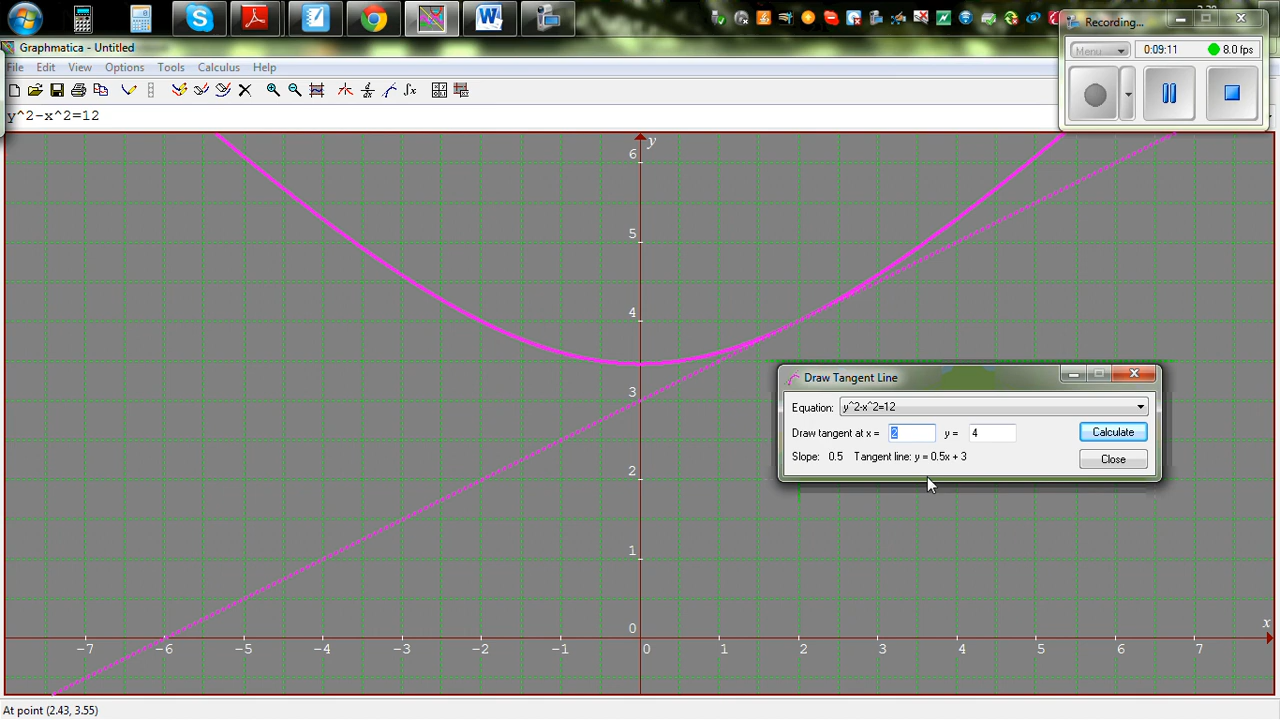 Recording...
Menu
0:09:11
8.0 fps
Graphmatica - Untitled
File Edit View Options Tools Calculus Help
y^2-x^2=12
y
6
5
4
3
2
1
0
x
-7 -6 -5 -4 -3 -2 -1 0 1 2 3 4 5 6 7
Draw Tangent Line
Equation: y^2-x^2=12
Draw tangent at x = 2 y = 4 Calculate
Slope: 0.5 Tangent line: y = 0.5x + 3 Close
At point (2.43, 3.55)